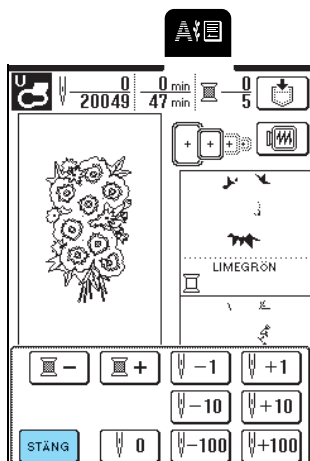 A
U
0 0 min 0
20049 47 min 5
LIMEGRÖN
- + -1 +1
-10 +10
STÄNG 0 -100 +100